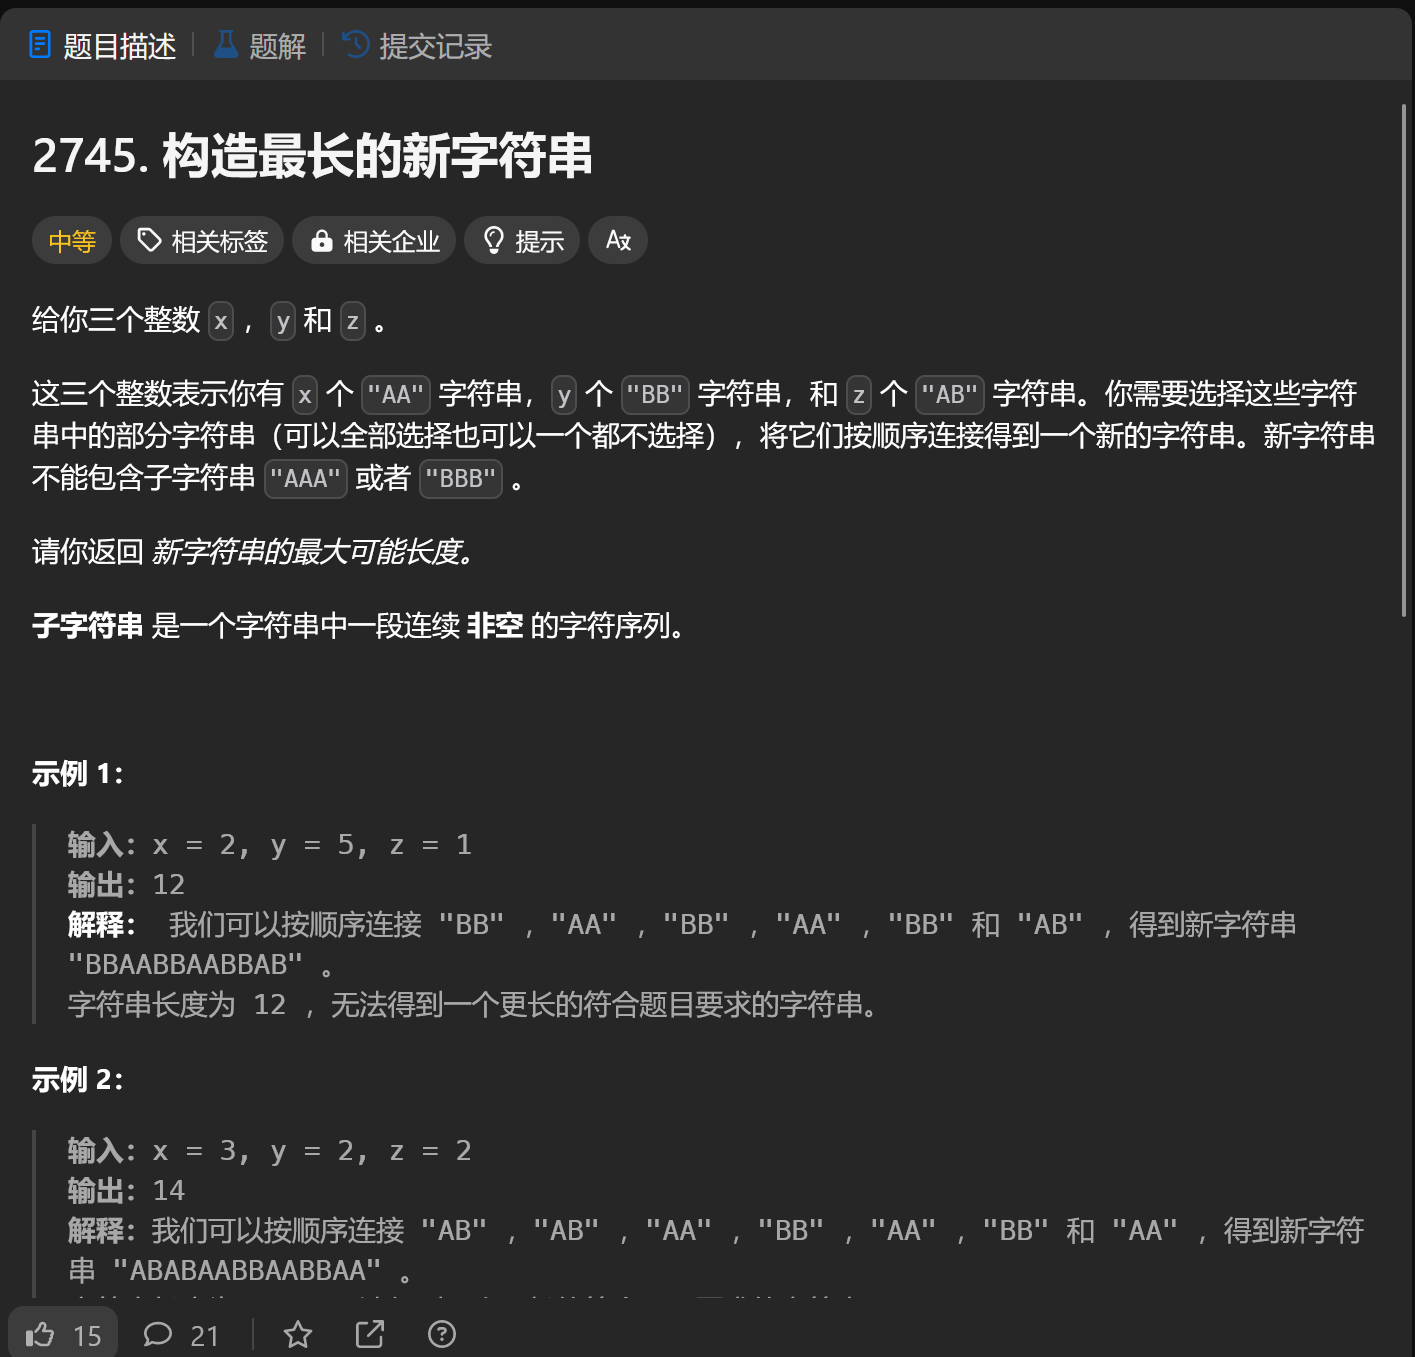 题目描述 题解 提交记录
2745. 构造最长的新字符串
中等 相关标签 相关企业 提示
给你三个整数 x ，y 和 z 。
这三个整数表示你有 x 个 "AA" 字符串，y 个 "BB" 字符串，和 z 个 "AB" 字符串。你需要选择这些字符
串中的部分字符串（可以全部选择也可以一个都不选择），将它们按顺序连接得到一个新的字符串。新字符串
不能包含子字符串 "AAA" 或者 "BBB" 。
请你返回 新字符串的最大可能长度。
子字符串 是一个字符串中一段连续 非空 的字符序列。
示例 1：
输入：x = 2, y = 5, z = 1
输出：12
解释： 我们可以按顺序连接 "BB" ，"AA" ，"BB" ，"AA" ，"BB" 和 "AB" ，得到新字符串
"BBAABBAABBAB" 。
字符串长度为 12 ，无法得到一个更长的符合题目要求的字符串。
示例 2：
输入：x = 3, y = 2, z = 2
输出：14
解释：我们可以按顺序连接 "AB" ，"AB" ，"AA" ，"BB" ，"AA" ，"BB" 和 "AA" ，得到新字符
串 "ABABAABBAABBAA" 。
15 21